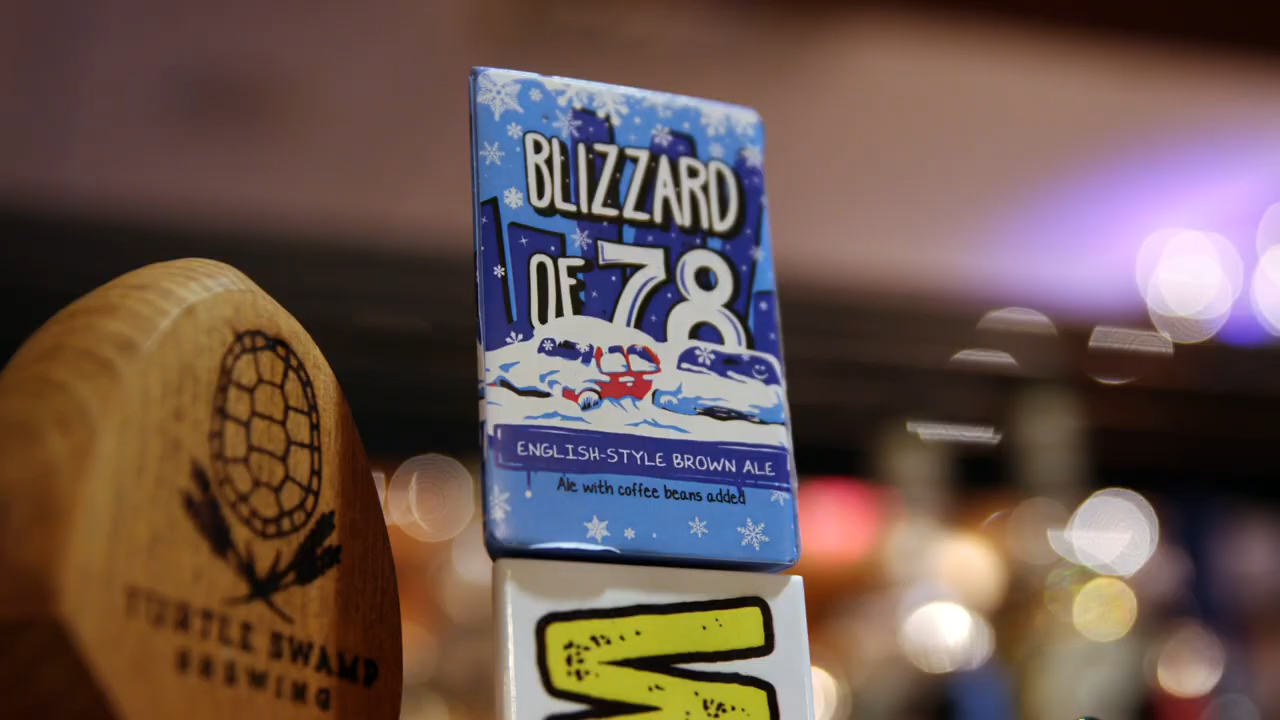 BLIZZARD
OF 78
ENGLISH-STYLE BROWN ALE
Ale with coffee beans added
TURTLE SWAMP
BREWING
W